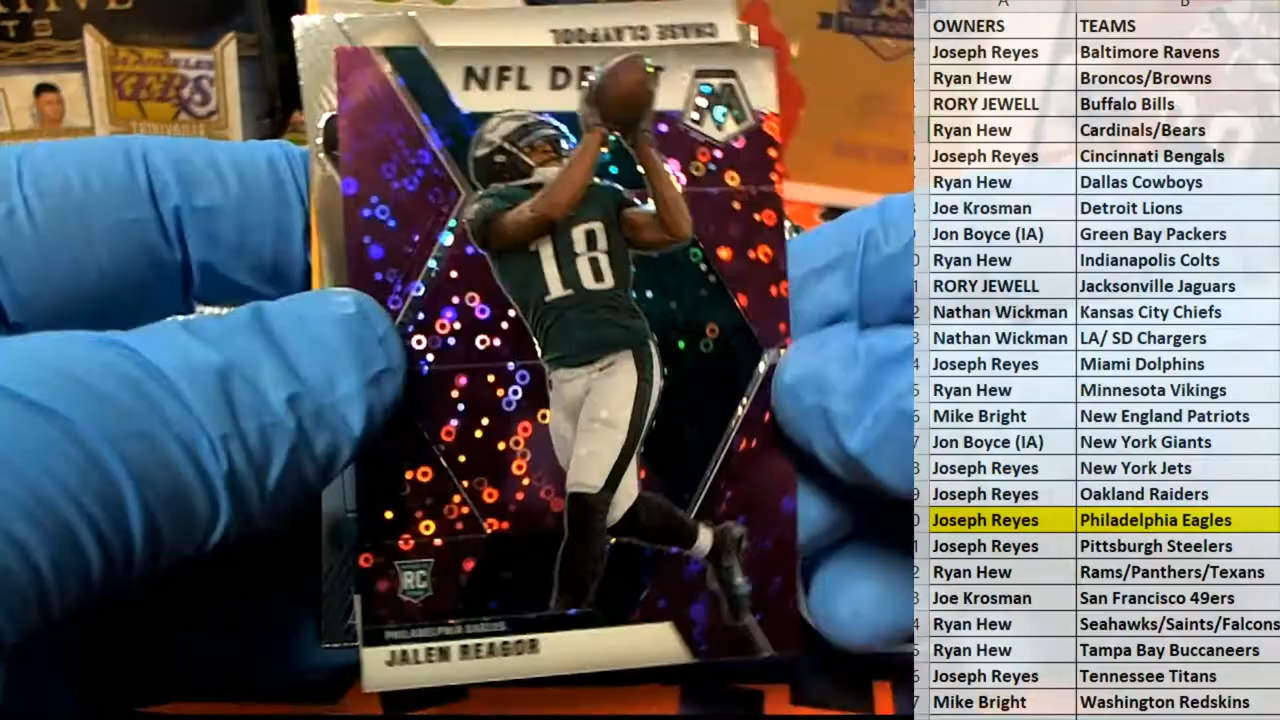 CHASE CLAYPOOL
NFL DEBUT
18
RC
PHILADELPHIA EAGLES
JALEN REAGOR
LOS ANGELES
LAKERS
A B
OWNERS TEAMS
Joseph Reyes Baltimore Ravens
Ryan Hew Broncos/Browns
RORY JEWELL Buffalo Bills
Ryan Hew Cardinals/Bears
Joseph Reyes Cincinnati Bengals
Ryan Hew Dallas Cowboys
Joe Krosman Detroit Lions
Jon Boyce (IA) Green Bay Packers
Ryan Hew Indianapolis Colts
RORY JEWELL Jacksonville Jaguars
Nathan Wickman Kansas City Chiefs
Nathan Wickman LA/ SD Chargers
Joseph Reyes Miami Dolphins
Ryan Hew Minnesota Vikings
Mike Bright New England Patriots
Jon Boyce (IA) New York Giants
Joseph Reyes New York Jets
Joseph Reyes Oakland Raiders
Joseph Reyes Philadelphia Eagles
Joseph Reyes Pittsburgh Steelers
Ryan Hew Rams/Panthers/Texans
Joe Krosman San Francisco 49ers
Ryan Hew Seahawks/Saints/Falcons
Ryan Hew Tampa Bay Buccaneers
Joseph Reyes Tennessee Titans
Mike Bright Washington Redskins